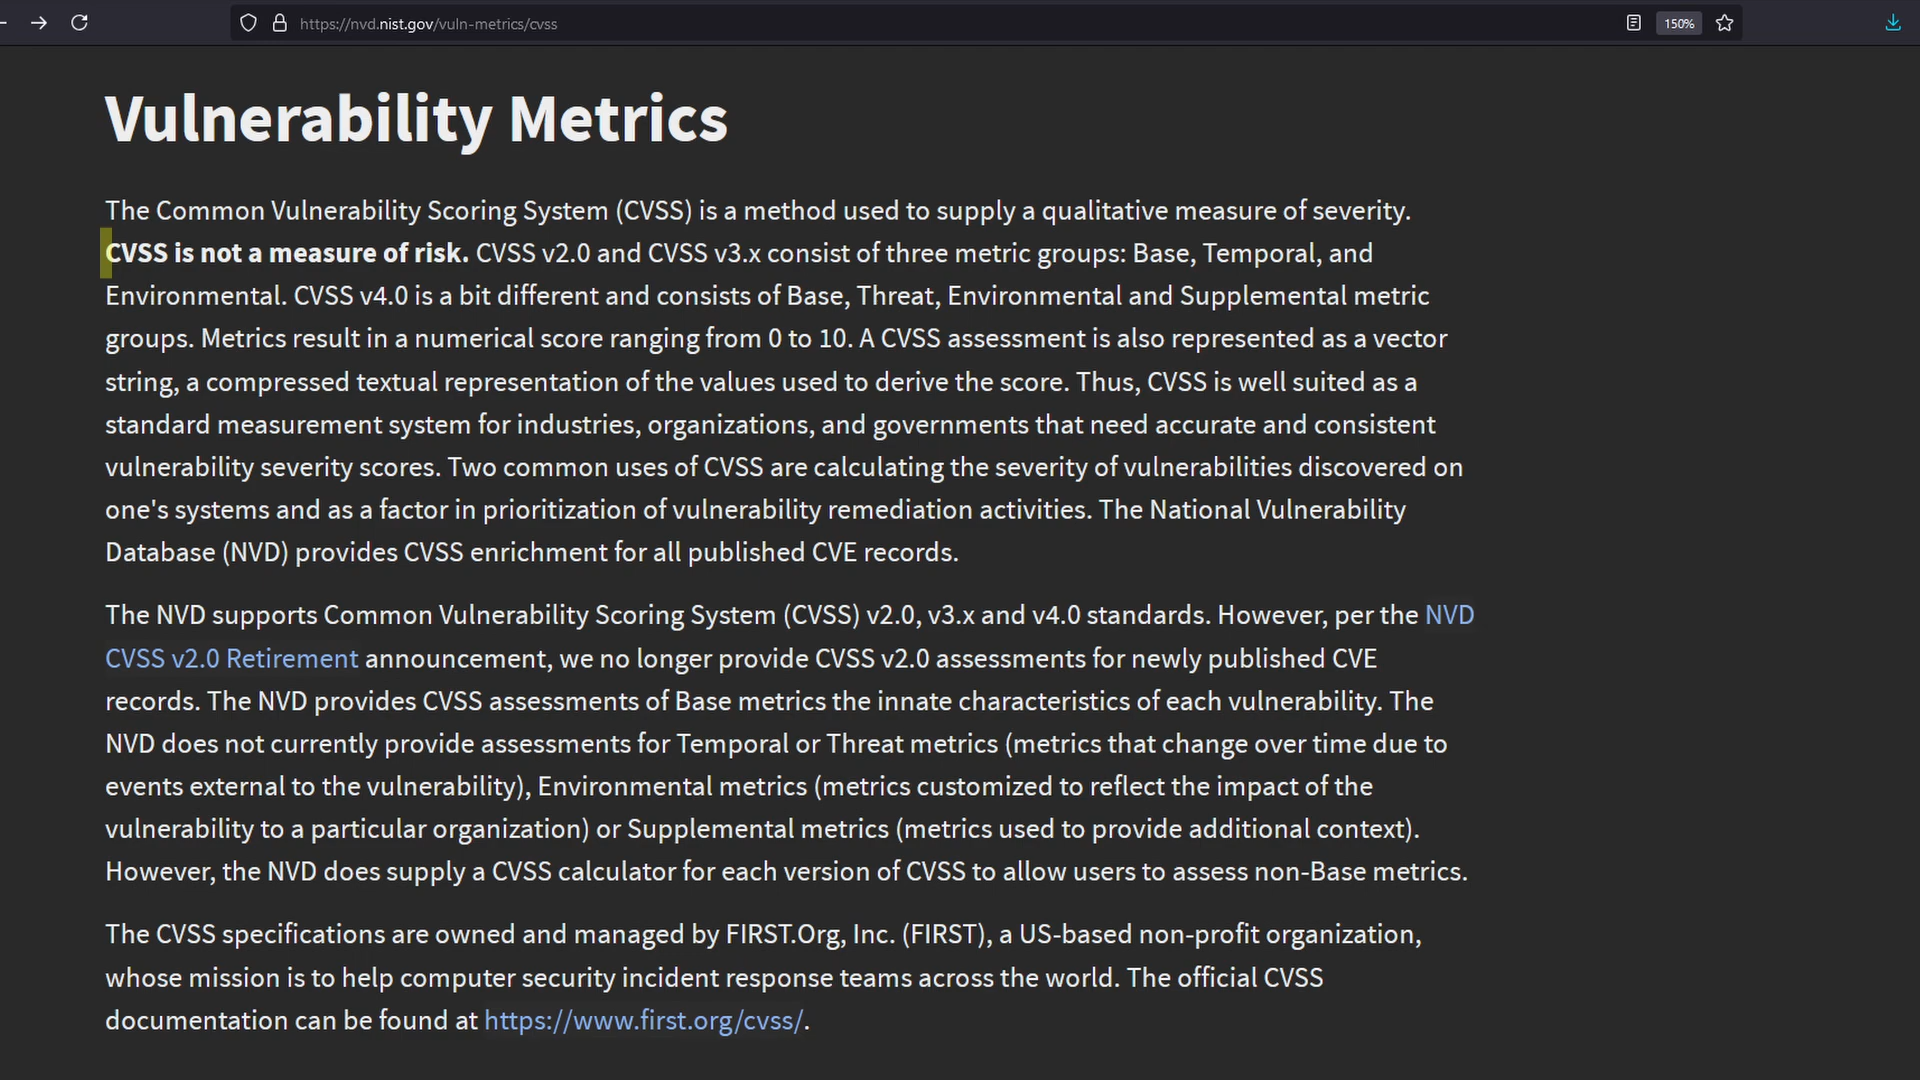 https://nvd.nist.gov/vuln-metrics/cvss
150%
Vulnerability Metrics
The Common Vulnerability Scoring System (CVSS) is a method used to supply a qualitative measure of severity.
CVSS is not a measure of risk. CVSS v2.0 and CVSS v3.x consist of three metric groups: Base, Temporal, and
Environmental. CVSS v4.0 is a bit different and consists of Base, Threat, Environmental and Supplemental metric
groups. Metrics result in a numerical score ranging from 0 to 10. A CVSS assessment is also represented as a vector
string, a compressed textual representation of the values used to derive the score. Thus, CVSS is well suited as a
standard measurement system for industries, organizations, and governments that need accurate and consistent
vulnerability severity scores. Two common uses of CVSS are calculating the severity of vulnerabilities discovered on
one's systems and as a factor in prioritization of vulnerability remediation activities. The National Vulnerability
Database (NVD) provides CVSS enrichment for all published CVE records.
The NVD supports Common Vulnerability Scoring System (CVSS) v2.0, v3.x and v4.0 standards. However, per the NVD
CVSS v2.0 Retirement announcement, we no longer provide CVSS v2.0 assessments for newly published CVE
records. The NVD provides CVSS assessments of Base metrics the innate characteristics of each vulnerability. The
NVD does not currently provide assessments for Temporal or Threat metrics (metrics that change over time due to
events external to the vulnerability), Environmental metrics (metrics customized to reflect the impact of the
vulnerability to a particular organization) or Supplemental metrics (metrics used to provide additional context).
However, the NVD does supply a CVSS calculator for each version of CVSS to allow users to assess non-Base metrics.
The CVSS specifications are owned and managed by FIRST.Org, Inc. (FIRST), a US-based non-profit organization,
whose mission is to help computer security incident response teams across the world. The official CVSS
documentation can be found at https://www.first.org/cvss/.